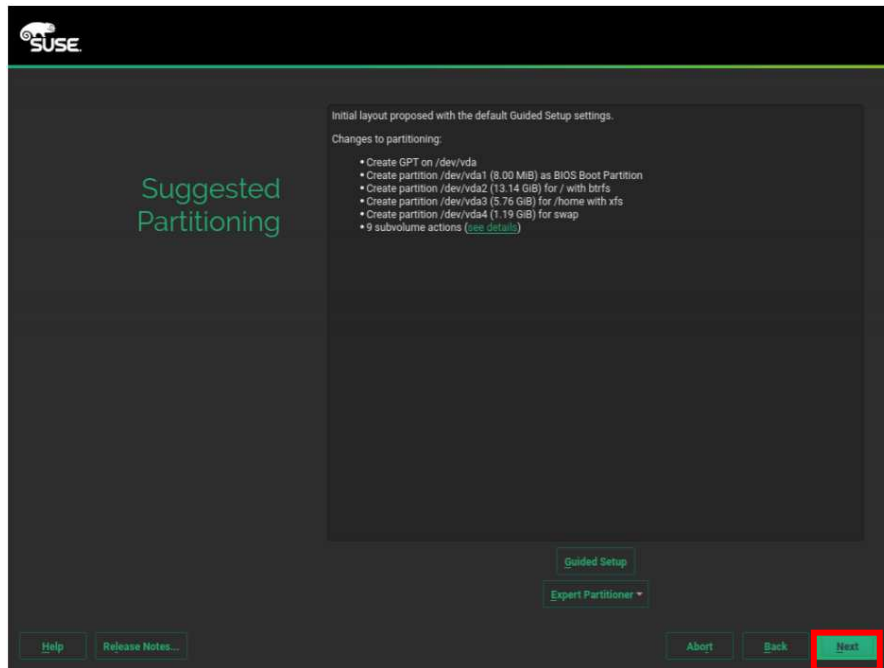 SUSE.
Initial layout proposed with the default Guided Setup settings.
Changes to partitioning:
• Create GPT on /dev/vda
• Create partition /dev/vda1 (8.00 MiB) as BIOS Boot Partition
• Create partition /dev/vda2 (13.14 GiB) for / with btrfs
• Create partition /dev/vda3 (5.76 GiB) for /home with xfs
• Create partition /dev/vda4 (1.19 GiB) for swap
• 9 subvolume actions (see details)
Suggested
Partitioning
Guided Setup
Expert Partitioner
Help
Release Notes...
Abort
Back
Next